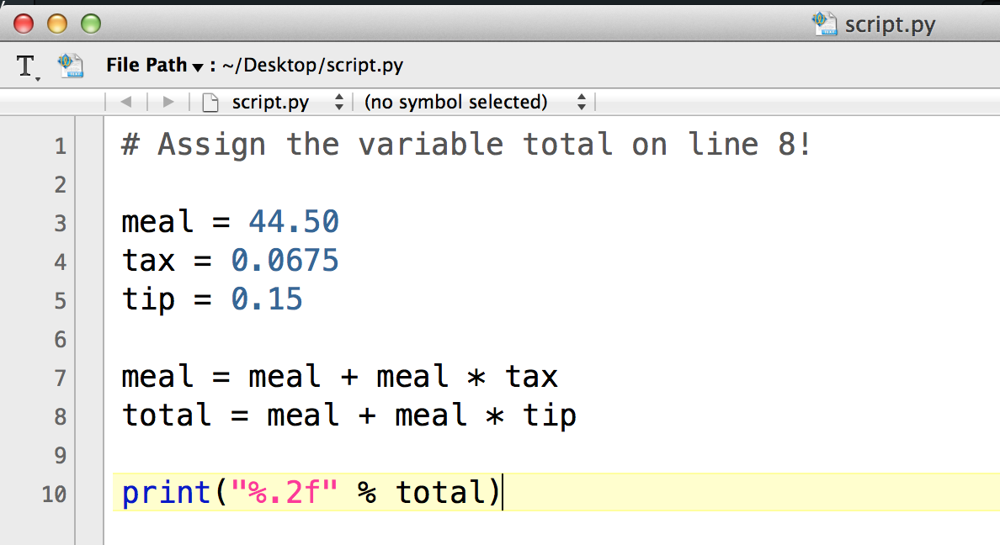 script.py
T File Path ▾ : ~/Desktop/script.py
script.py (no symbol selected)
1 # Assign the variable total on line 8!
2
3 meal = 44.50
4 tax = 0.0675
5 tip = 0.15
6
7 meal = meal + meal * tax
8 total = meal + meal * tip
9
10 print("%.2f" % total)